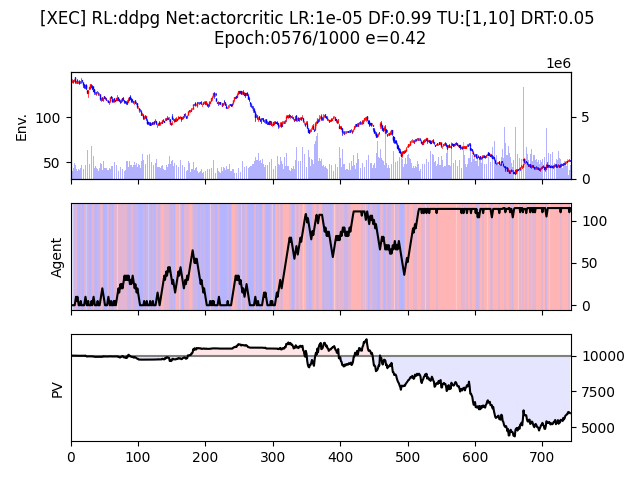 [XEC] RL:ddpg Net:actorcritic LR:1e-05 DF:0.99 TU:[1,10] DRT:0.05
Epoch:0576/1000 e=0.42
1e6
Env.
100
50
5
0
Agent
100
50
0
PV
10000
7500
5000
0 100 200 300 400 500 600 700